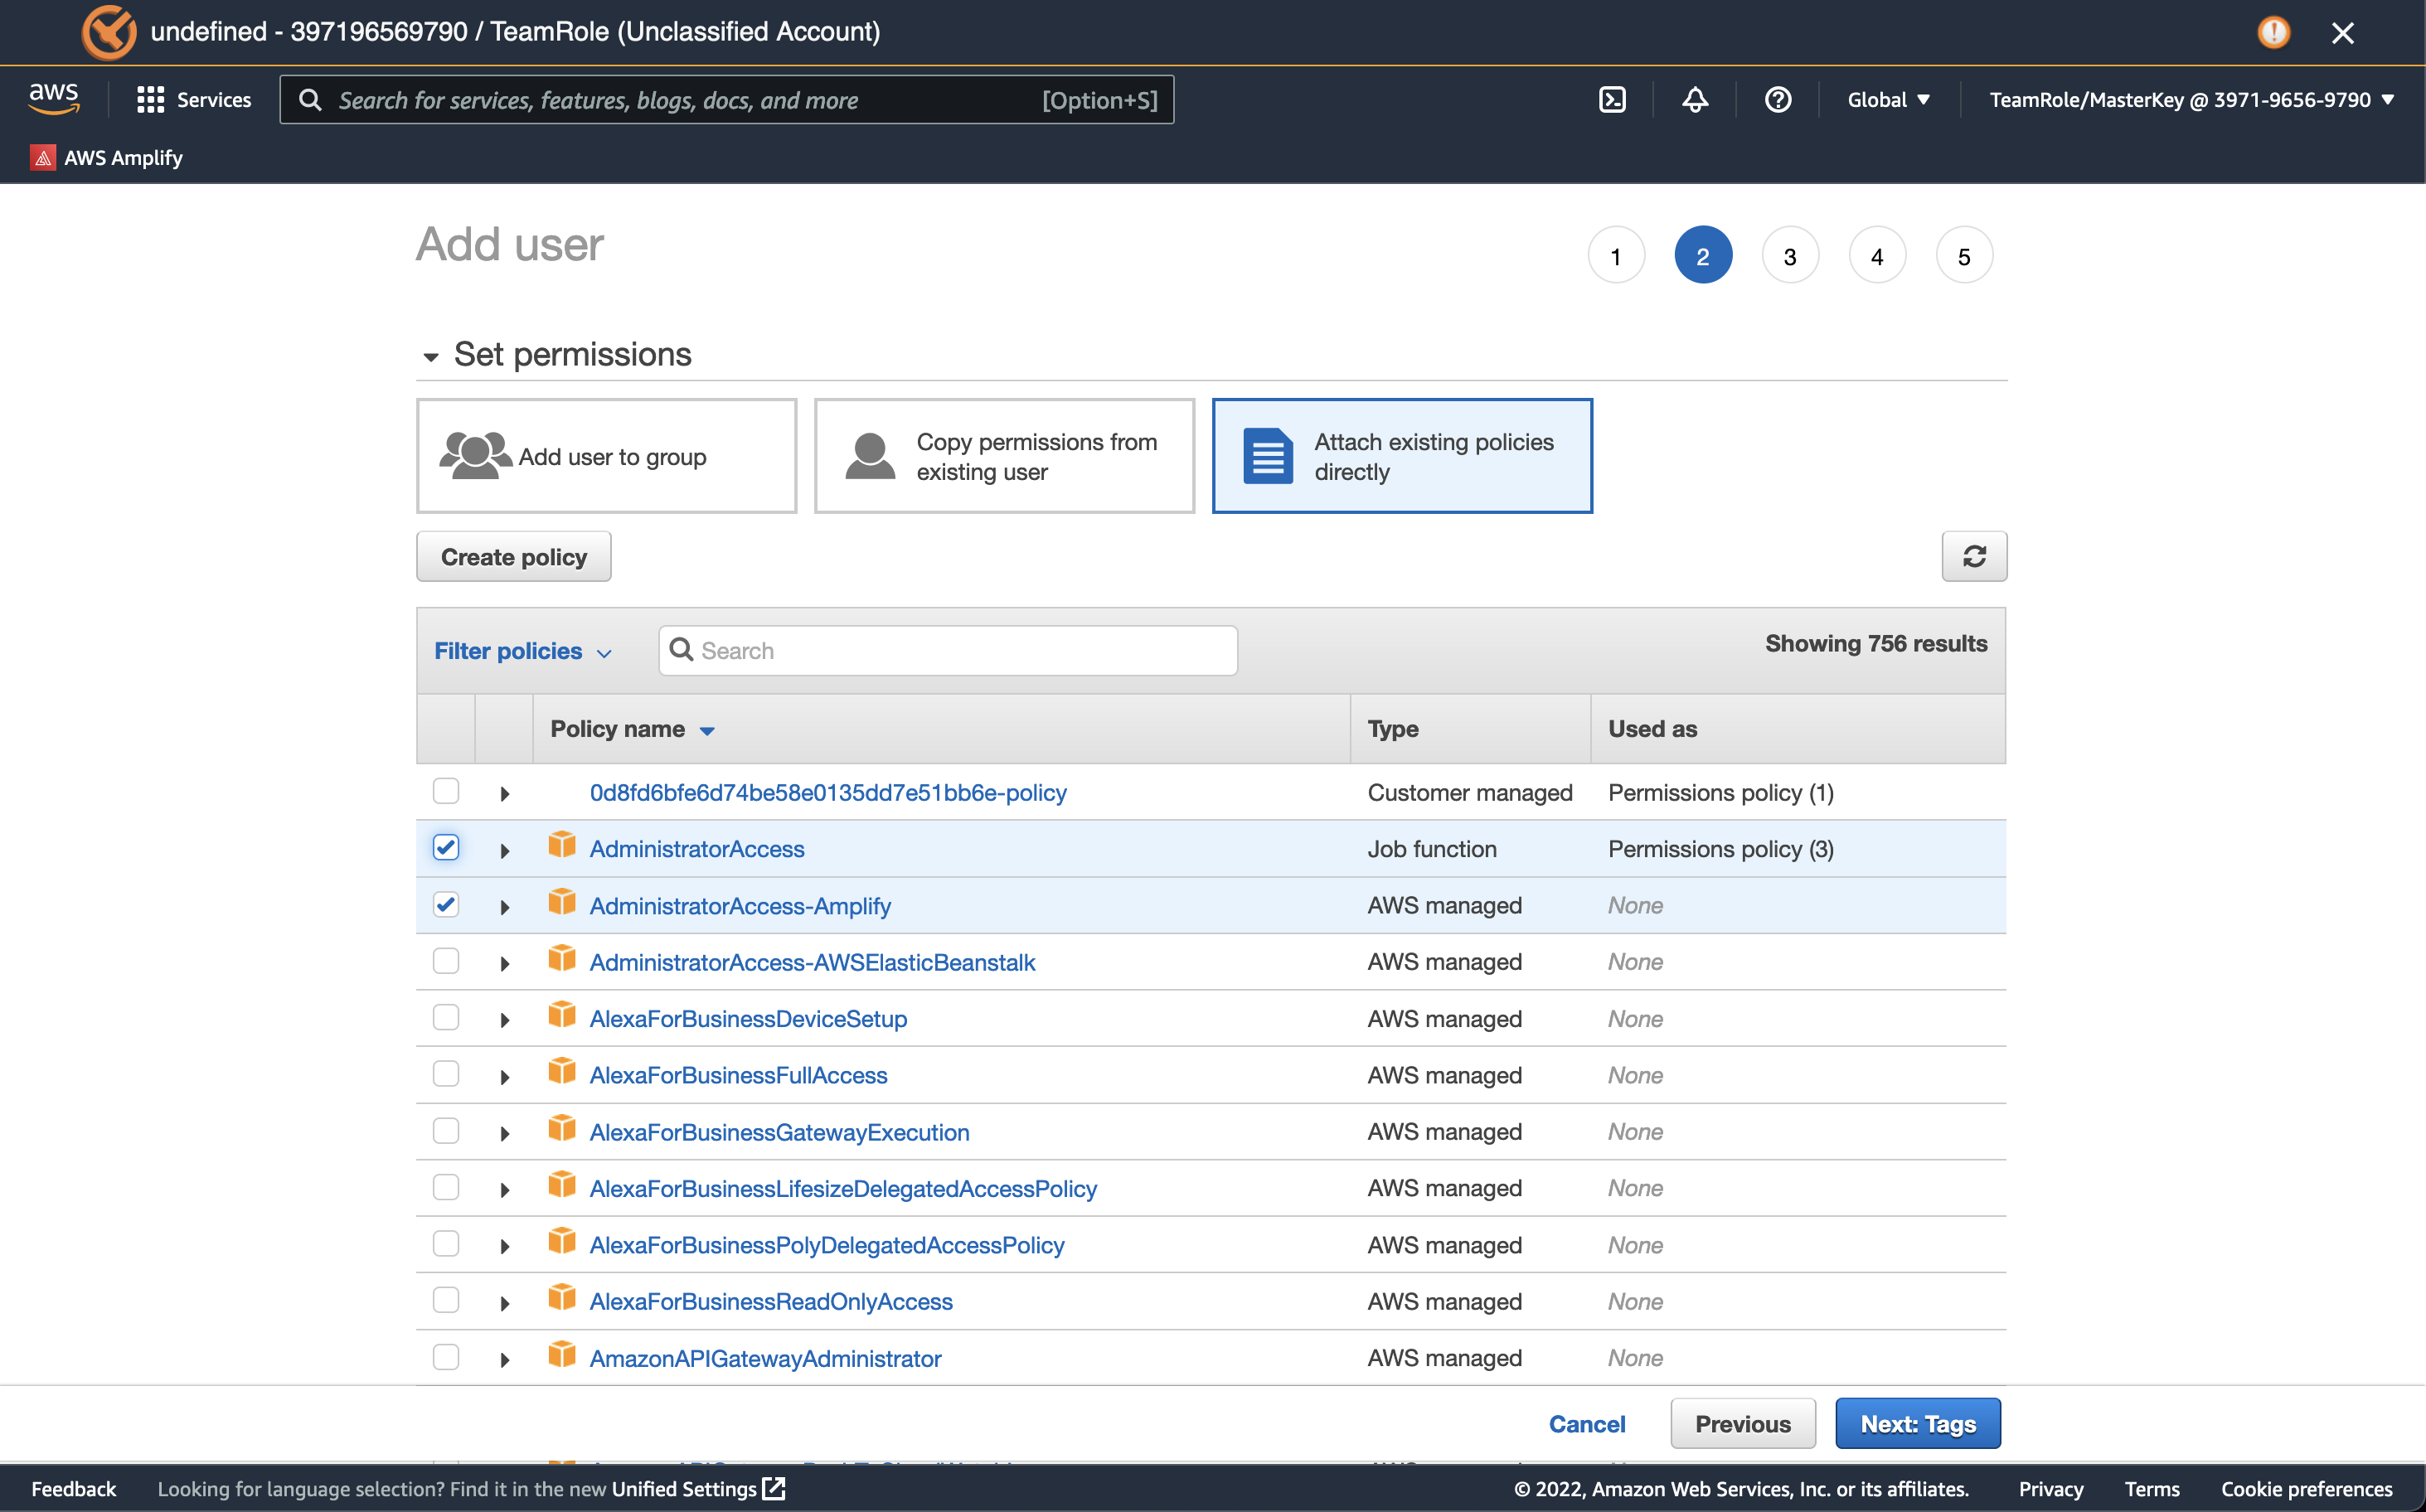 undefined - 397196569790 / TeamRole (Unclassified Account)
aws
Services
Search for services, features, blogs, docs, and more
[Option+S]
Global
TeamRole/MasterKey @ 3971-9656-9790
AWS Amplify
Add user
1 2 3 4 5
Set permissions
Add user to group
Copy permissions from
existing user
Attach existing policies
directly
Create policy
Filter policies
Search
Showing 756 results
Policy name Type Used as
0d8fd6bfe6d74be58e0135dd7e51bb6e-policy Customer managed Permissions policy (1)
AdministratorAccess Job function Permissions policy (3)
AdministratorAccess-Amplify AWS managed None
AdministratorAccess-AWSElasticBeanstalk AWS managed None
AlexaForBusinessDeviceSetup AWS managed None
AlexaForBusinessFullAccess AWS managed None
AlexaForBusinessGatewayExecution AWS managed None
AlexaForBusinessLifesizeDelegatedAccessPolicy AWS managed None
AlexaForBusinessPolyDelegatedAccessPolicy AWS managed None
AlexaForBusinessReadOnlyAccess AWS managed None
AmazonAPIGatewayAdministrator AWS managed None
Cancel Previous Next: Tags
Feedback Looking for language selection? Find it in the new Unified Settings © 2022, Amazon Web Services, Inc. or its affiliates. Privacy Terms Cookie preferences